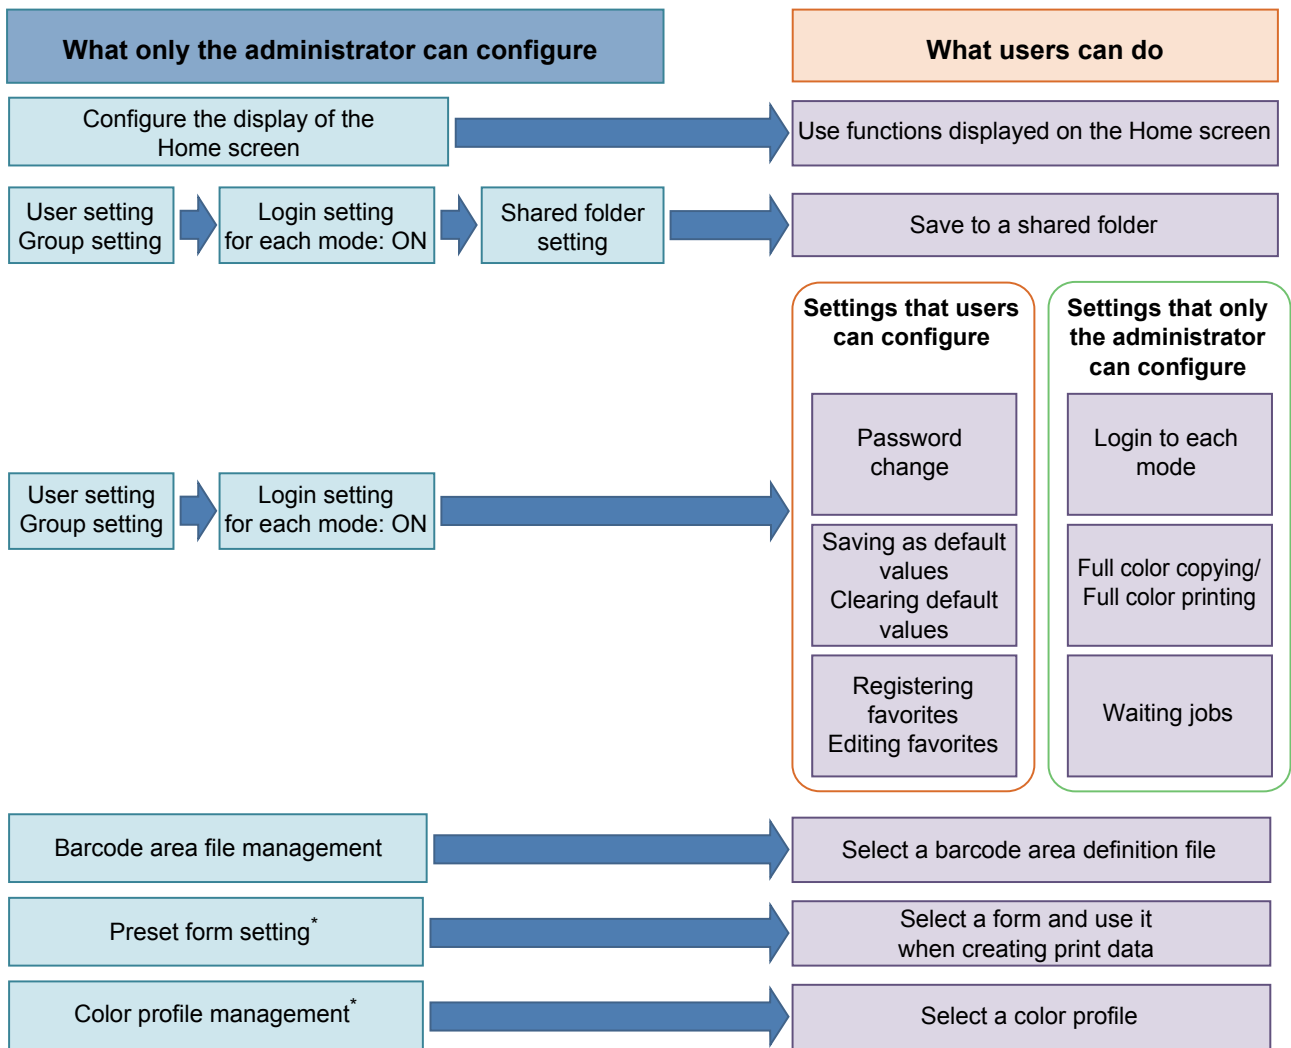 What only the administrator can configure
What users can do
Configure the display of the
Home screen
Use functions displayed on the Home screen
User setting
Group setting
Login setting
for each mode: ON
Shared folder
setting
Save to a shared folder
Settings that users
can configure
Settings that only
the administrator
can configure
User setting
Group setting
Login setting
for each mode: ON
Password
change
Login to each
mode
Saving as default
values
Clearing default
values
Full color copying/
Full color printing
Registering
favorites
Editing favorites
Waiting jobs
Barcode area file management
Select a barcode area definition file
Preset form setting*
Select a form and use it
when creating print data
Color profile management*
Select a color profile